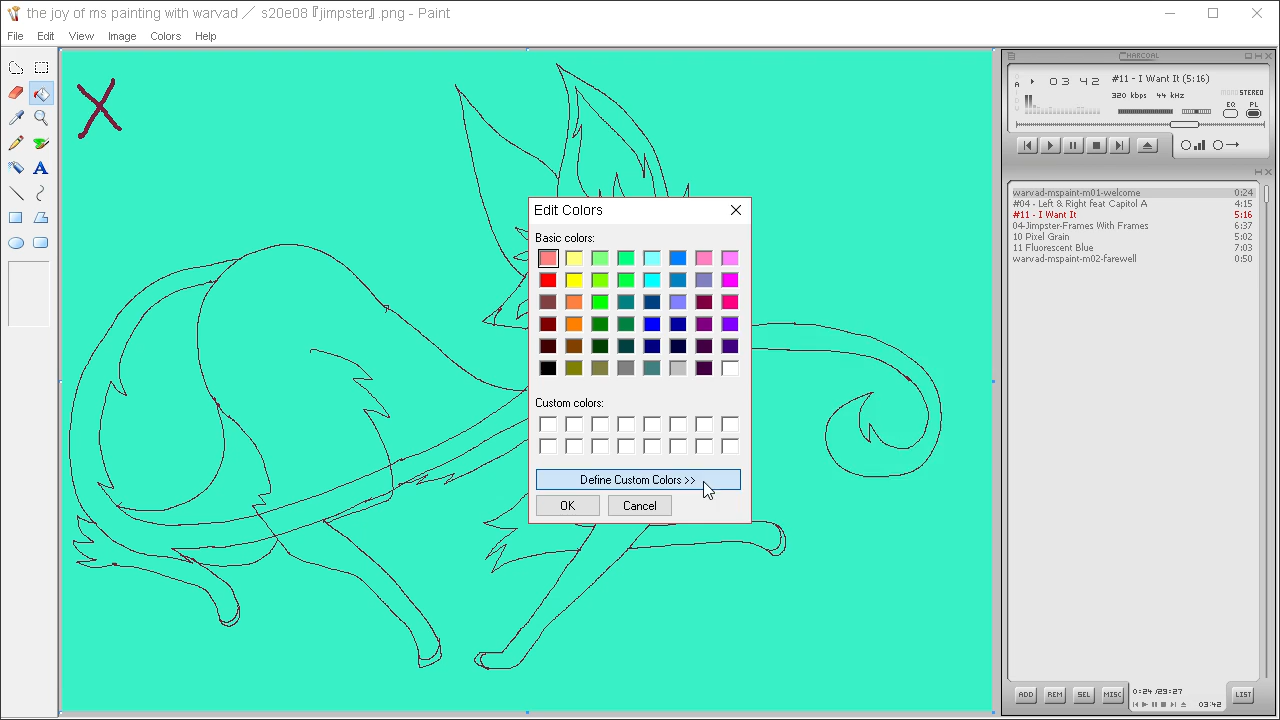 the joy of ms painting with warvad ／ s20e08『jimpster』.png - Paint
File Edit View Image Colors Help
X
Edit Colors
Basic colors:
Custom colors:
Define Custom Colors >>
OK Cancel
CHARCOAL
03 42
#11 - I Want It (5:16)
320 kbps 44 kHz
STEREO
EQ PL
warvad-mspaint-m01-welcome 0:24
#04 - Left & Right feat Capitol A 4:15
#11 - I Want It 5:16
04-Jimpster-Frames With Frames 6:37
10 Pixel Grain 5:02
11 Fluorescent Blue 7:03
warvad-mspaint-m02-farewell 0:50
ADD REM SEL MISC 0:24/29:27 LIST
03:42